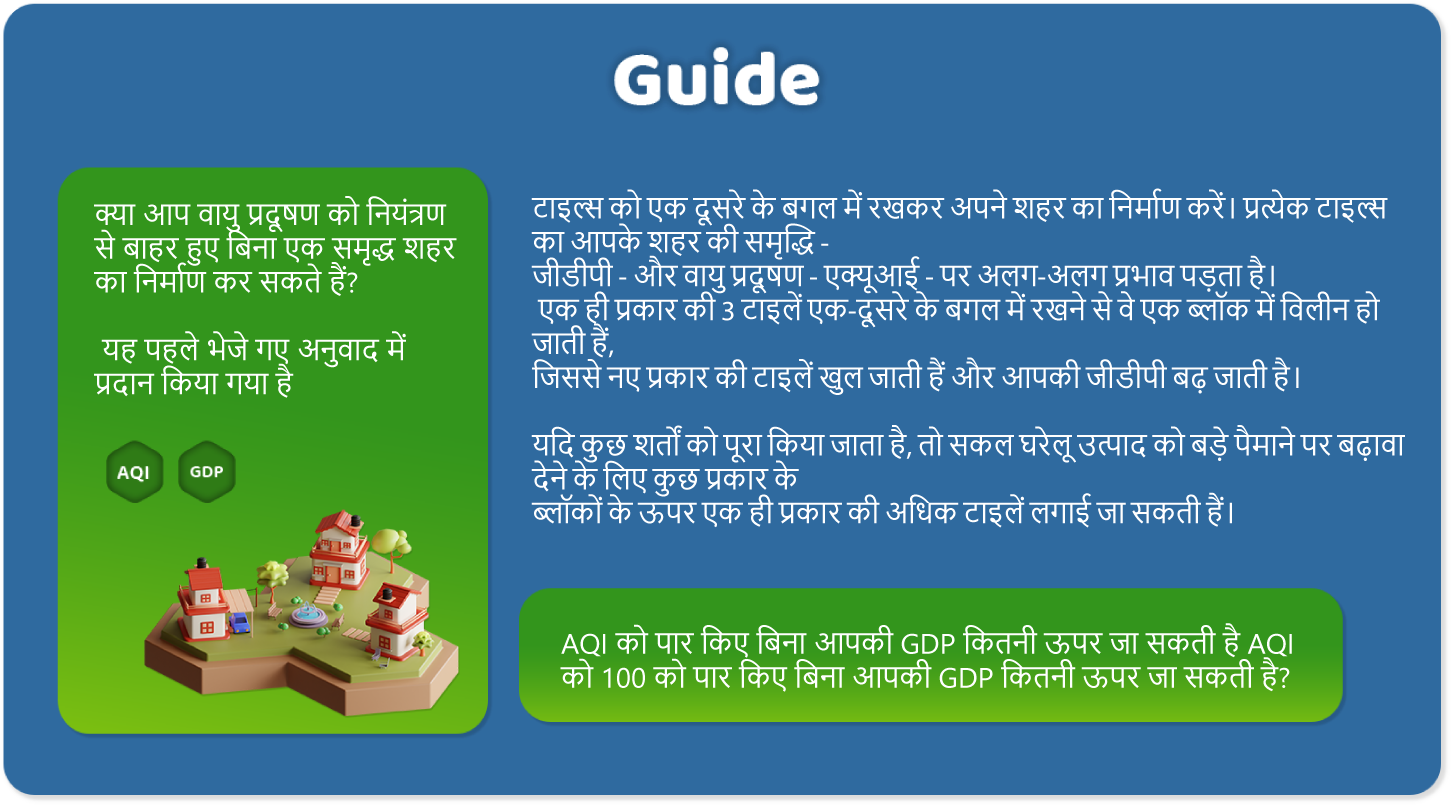 Guide
क्या आप वायु प्रदूषण को नियंत्रण
से बाहर हुए बिना एक समृद्ध शहर
का निर्माण कर सकते हैं?
यह पहले भेजे गए अनुवाद में
प्रदान किया गया है
AQI GDP
टाइल्स को एक दूसरे के बगल में रखकर अपने शहर का निर्माण करें। प्रत्येक टाइल्स
का आपके शहर की समृद्धि -
जीडीपी - और वायु प्रदूषण - एक्यूआई - पर अलग-अलग प्रभाव पड़ता है।
एक ही प्रकार की 3 टाइलें एक-दूसरे के बगल में रखने से वे एक ब्लॉक में विलीन हो
जाती हैं,
जिससे नए प्रकार की टाइलें खुल जाती हैं और आपकी जीडीपी बढ़ जाती है।
यदि कुछ शर्तों को पूरा किया जाता है, तो सकल घरेलू उत्पाद को बड़े पैमाने पर बढ़ावा
देने के लिए कुछ प्रकार के
ब्लॉकों के ऊपर एक ही प्रकार की अधिक टाइलें लगाई जा सकती हैं।
AQI को पार किए बिना आपकी GDP कितनी ऊपर जा सकती है AQI
को 100 को पार किए बिना आपकी GDP कितनी ऊपर जा सकती है?